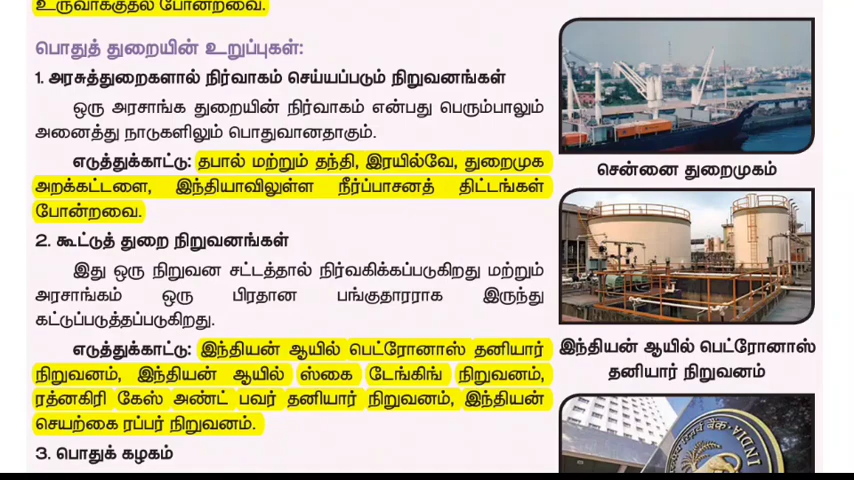 உருவாக்குதல் போன்றவை.
பொதுத் துறையின் உறுப்புகள்:
1. அரசுத்துறைகளால் நிர்வாகம் செய்யப்படும் நிறுவனங்கள்
ஒரு அரசாங்க துறையின் நிர்வாகம் என்பது பெரும்பாலும்
அனைத்து நாடுகளிலும் பொதுவானதாகும்.
எடுத்துக்காட்டு: தபால் மற்றும் தந்தி, இரயில்வே, துறைமுக
அறக்கட்டளை, இந்தியாவிலுள்ள நீர்ப்பாசனத் திட்டங்கள்
போன்றவை.
2. கூட்டுத் துறை நிறுவனங்கள்
இது ஒரு நிறுவன சட்டத்தால் நிர்வகிக்கப்படுகிறது மற்றும்
அரசாங்கம் ஒரு பிரதான பங்குதாரராக இருந்து
கட்டுப்படுத்தப்படுகிறது.
எடுத்துக்காட்டு: இந்தியன் ஆயில் பெட்ரோனாஸ் தனியார்
நிறுவனம், இந்தியன் ஆயில் ஸ்கை டேங்கிங் நிறுவனம்,
ரத்னகிரி கேஸ் அண்ட் பவர் தனியார் நிறுவனம், இந்தியன்
செயற்கை ரப்பர் நிறுவனம்.
3. பொதுக் கழகம்
சென்னை துறைமுகம்
இந்தியன் ஆயில் பெட்ரோனாஸ்
தனியார் நிறுவனம்
INDIA